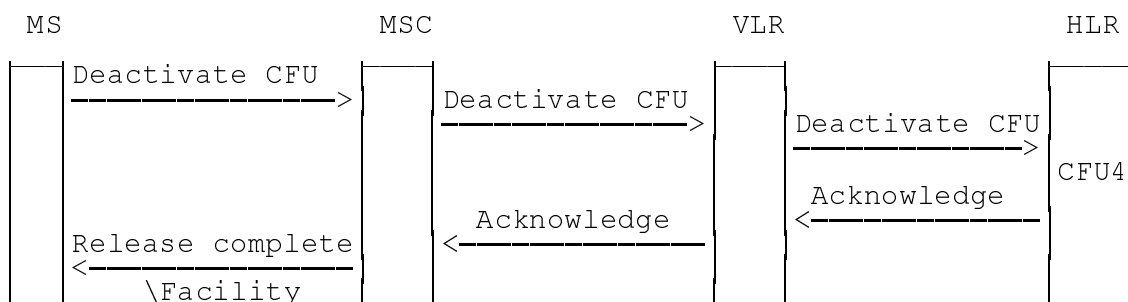 MS MSC VLR HLR
Deactivate CFU
Deactivate CFU
Deactivate CFU
CFU4
Acknowledge
Acknowledge
Release complete
\Facility